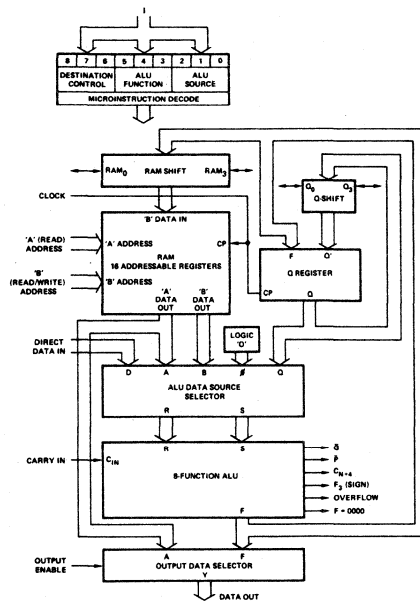 I
8 7 6 5 4 3 2 1 0
DESTINATION CONTROL
ALU FUNCTION
ALU SOURCE
MICROINSTRUCTION DECODE
RAM0
RAM SHIFT
RAM3
Q0
Q3
Q-SHIFT
CLOCK
'B' DATA IN
'A' (READ) ADDRESS
'A' ADDRESS
CP
RAM
16 ADDRESSABLE REGISTERS
F
Q'
Q REGISTER
CP
Q
'B' (READ/WRITE) ADDRESS
'B' ADDRESS
'A' DATA OUT
'B' DATA OUT
LOGIC '0'
DIRECT DATA IN
D
A
B
Ø
Q
ALU DATA SOURCE SELECTOR
R
S
R
S
CARRY IN
CIN
8-FUNCTION ALU
F
G̅
P̅
CN+4
F3 (SIGN)
OVERFLOW
F = 0000
OUTPUT ENABLE
A
F
OUTPUT DATA SELECTOR
Y
DATA OUT